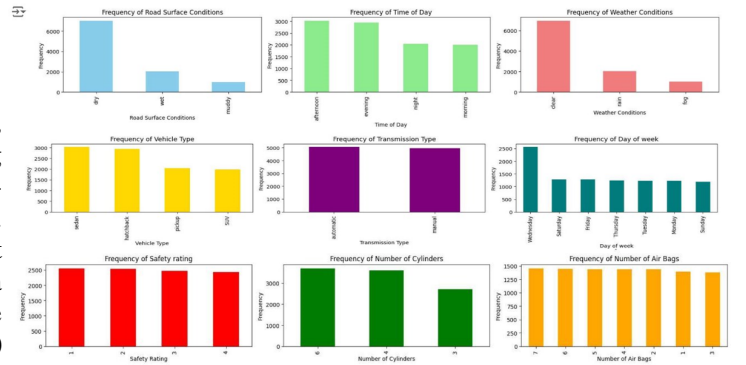 Frequency of Road Surface Conditions
Frequency
6000
4000
2000
0
dry
wet
muddy
Road Surface Conditions
Frequency of Time of Day
Frequency
3000
2500
2000
1500
1000
500
0
afternoon
evening
night
morning
Time of Day
Frequency of Weather Conditions
Frequency
6000
4000
2000
0
clear
rain
fog
Weather Conditions
Frequency of Vehicle Type
Frequency
3000
2500
2000
1500
1000
500
0
sedan
hatchback
pickup
SUV
Vehicle Type
Frequency of Transmission Type
Frequency
5000
4000
3000
2000
1000
0
automatic
manual
Transmission Type
Frequency of Day of week
Frequency
2500
2000
1500
1000
500
0
Wednesday
Saturday
Friday
Thursday
Tuesday
Monday
Sunday
Day of week
Frequency of Safety rating
Frequency
2500
2000
1500
1000
500
0
1
2
3
4
Safety Rating
Frequency of Number of Cylinders
Frequency
3000
2000
1000
0
6
4
3
Number of Cylinders
Frequency of Number of Air Bags
Frequency
1500
1250
1000
750
500
250
0
7
6
5
4
2
1
3
Number of Air Bags